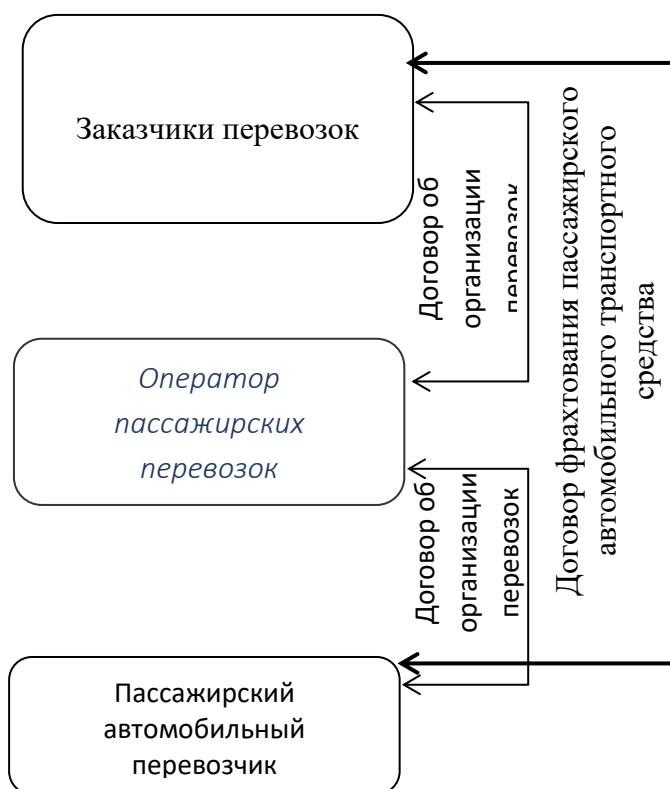 Заказчики перевозок
Договор об
организации
перевозок
Договор фрахтования пассажирского
автомобильного транспортного
средства
Оператор
пассажирских
перевозок
Договор об
организации
перевозок
Пассажирский
автомобильный
перевозчик